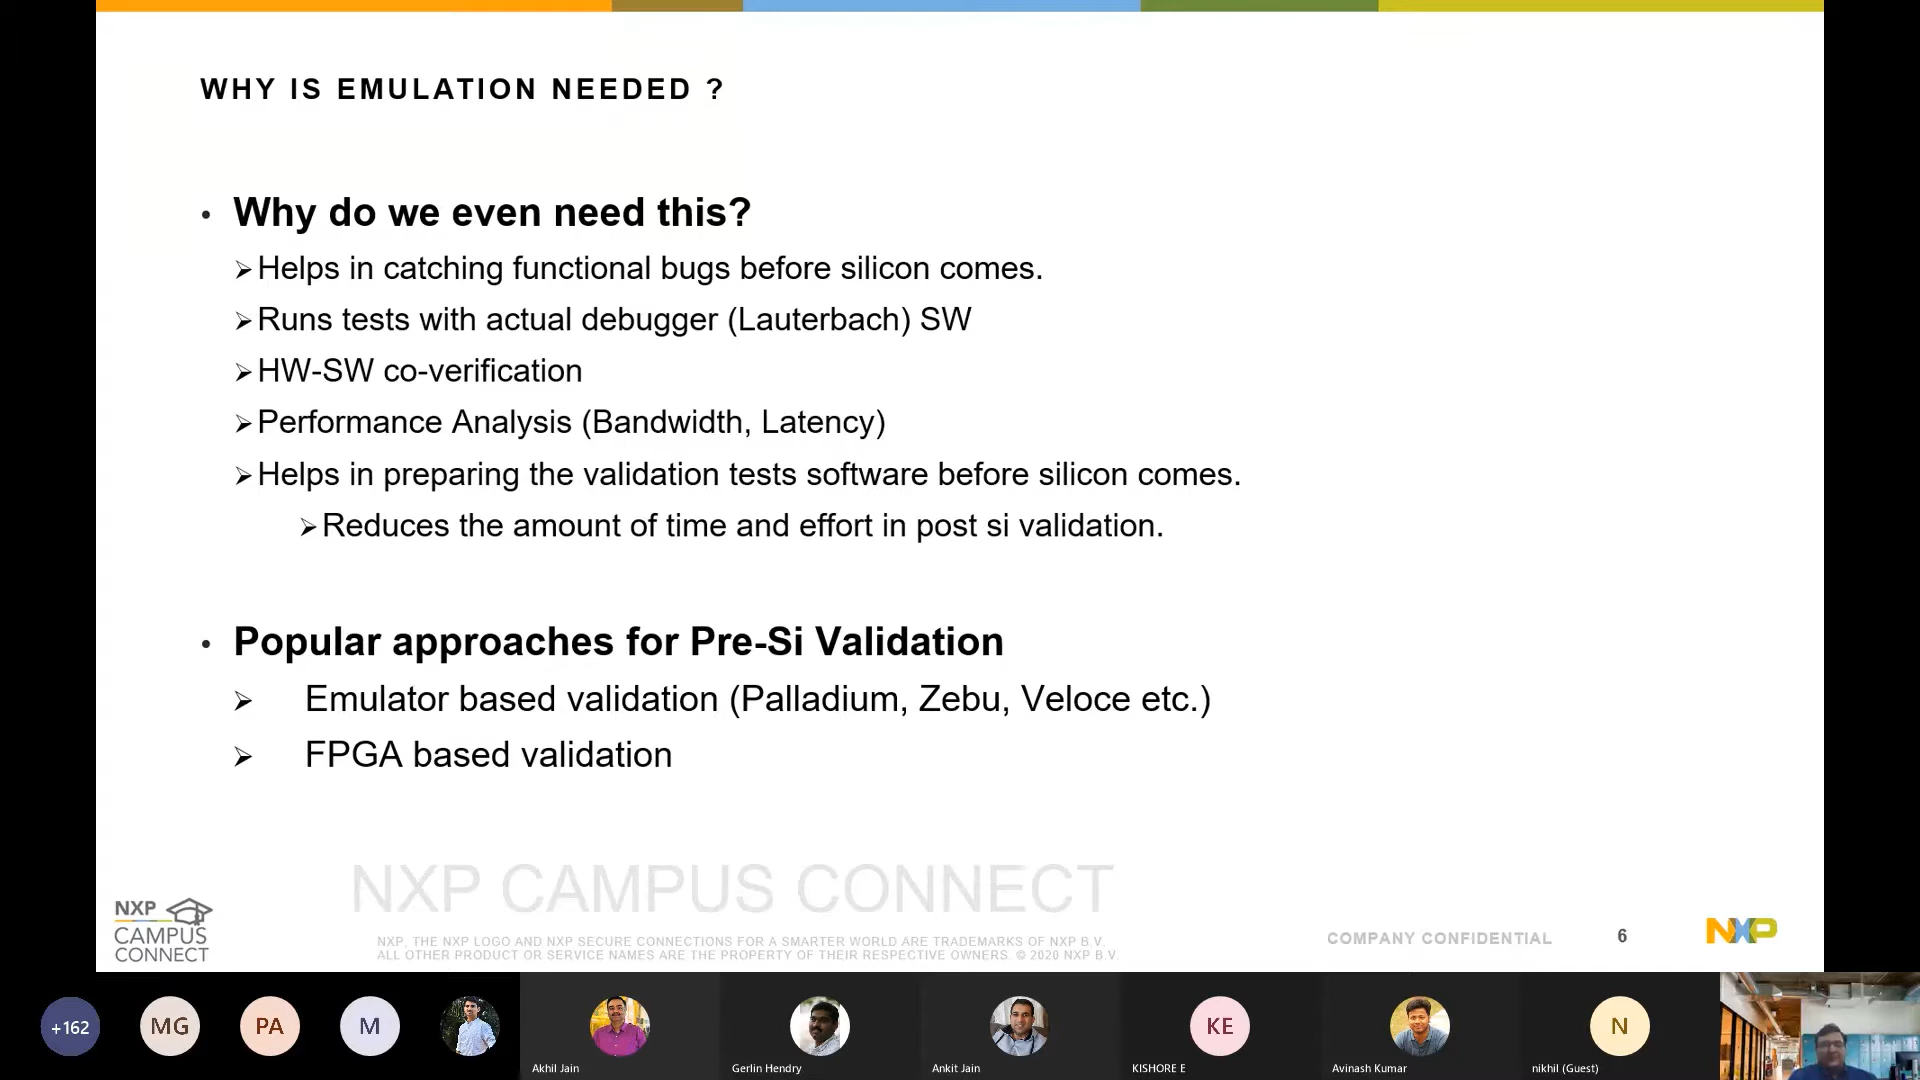 WHY IS EMULATION NEEDED ?
• Why do we even need this?
➢Helps in catching functional bugs before silicon comes.
➢Runs tests with actual debugger (Lauterbach) SW
➢HW-SW co-verification
➢Performance Analysis (Bandwidth, Latency)
➢Helps in preparing the validation tests software before silicon comes.
➢Reduces the amount of time and effort in post si validation.
• Popular approaches for Pre-Si Validation
➢ Emulator based validation (Palladium, Zebu, Veloce etc.)
➢ FPGA based validation
NXP CAMPUS CONNECT
NXP
CAMPUS
CONNECT
NXP, THE NXP LOGO AND NXP SECURE CONNECTIONS FOR A SMARTER WORLD ARE TRADEMARKS OF NXP B.V.
ALL OTHER PRODUCT OR SERVICE NAMES ARE THE PROPERTY OF THEIR RESPECTIVE OWNERS. © 2020 NXP B.V.
COMPANY CONFIDENTIAL
6
NXP
+162
MG
PA
M
KE
N
Akhil Jain
Gerlin Hendry
Ankit Jain
KISHORE E
Avinash Kumar
nikhil (Guest)